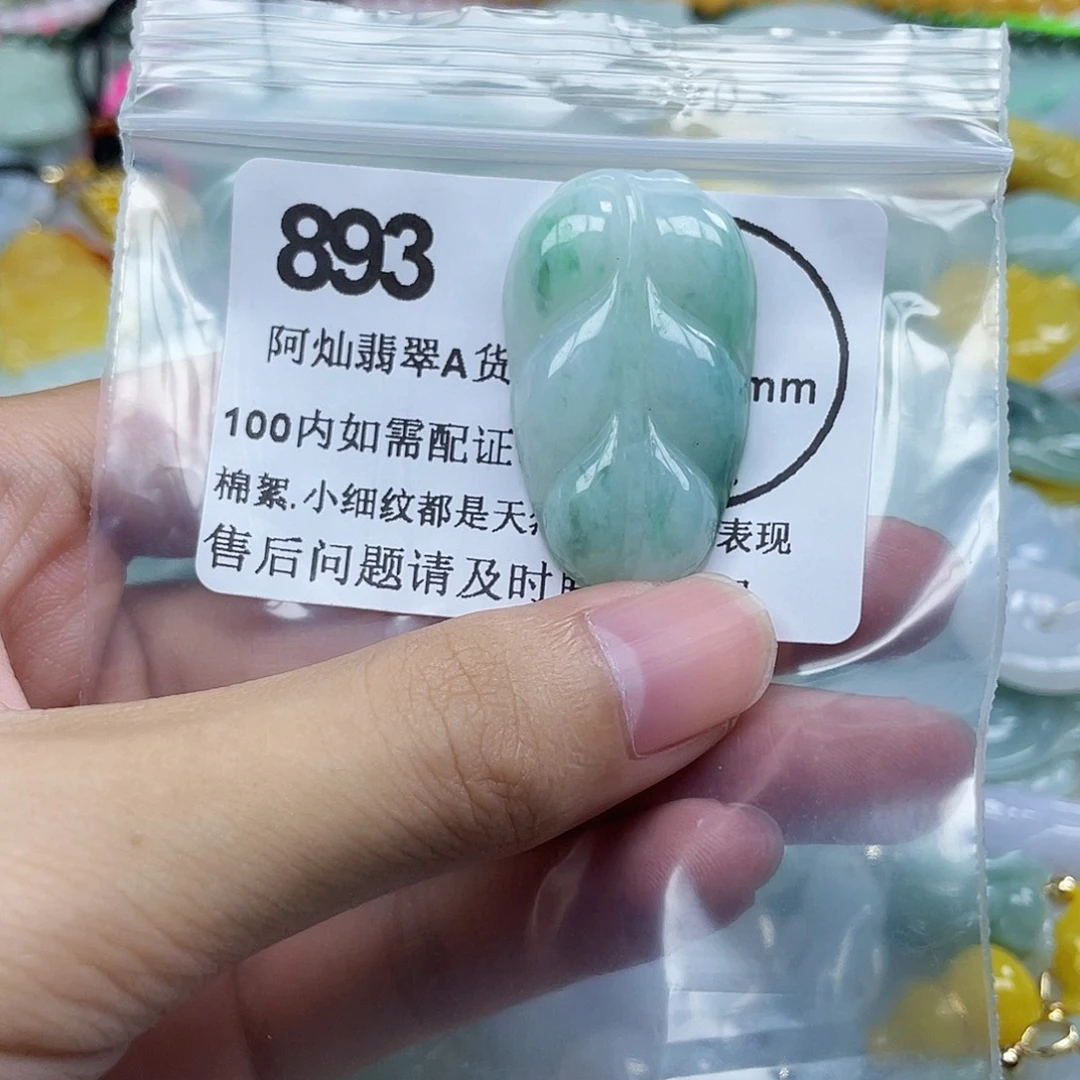 893
阿灿翡翠A货
mm
100内如需配证
棉絮.小细纹都是天 表现
售后问题请及时